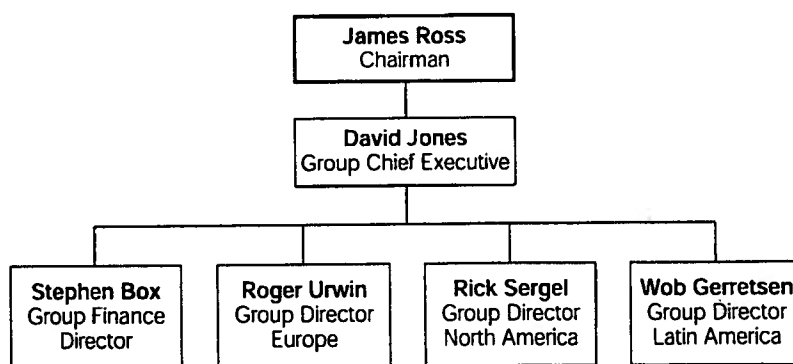 James Ross
Chairman
David Jones
Group Chief Executive
Stephen Box
Group Finance
Director
Roger Urwin
Group Director
Europe
Rick Sergel
Group Director
North America
Wob Gerretsen
Group Director
Latin America